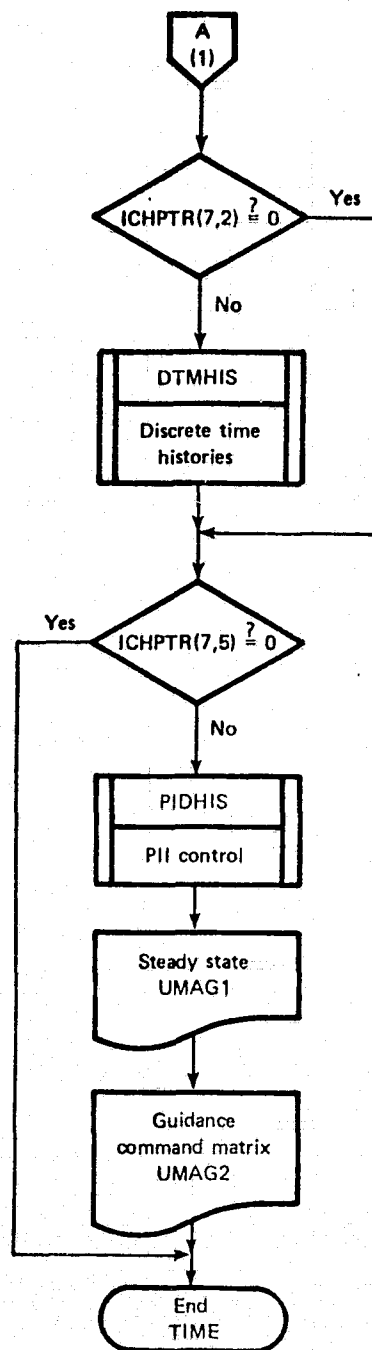 A
(1)
ICHPTR(7,2) ?= 0
Yes
No
DTMHIS
Discrete time
histories
Yes
ICHPTR(7,5) ?= 0
No
PIDHIS
PII control
Steady state
UMAG1
Guidance
command matrix
UMAG2
End
TIME